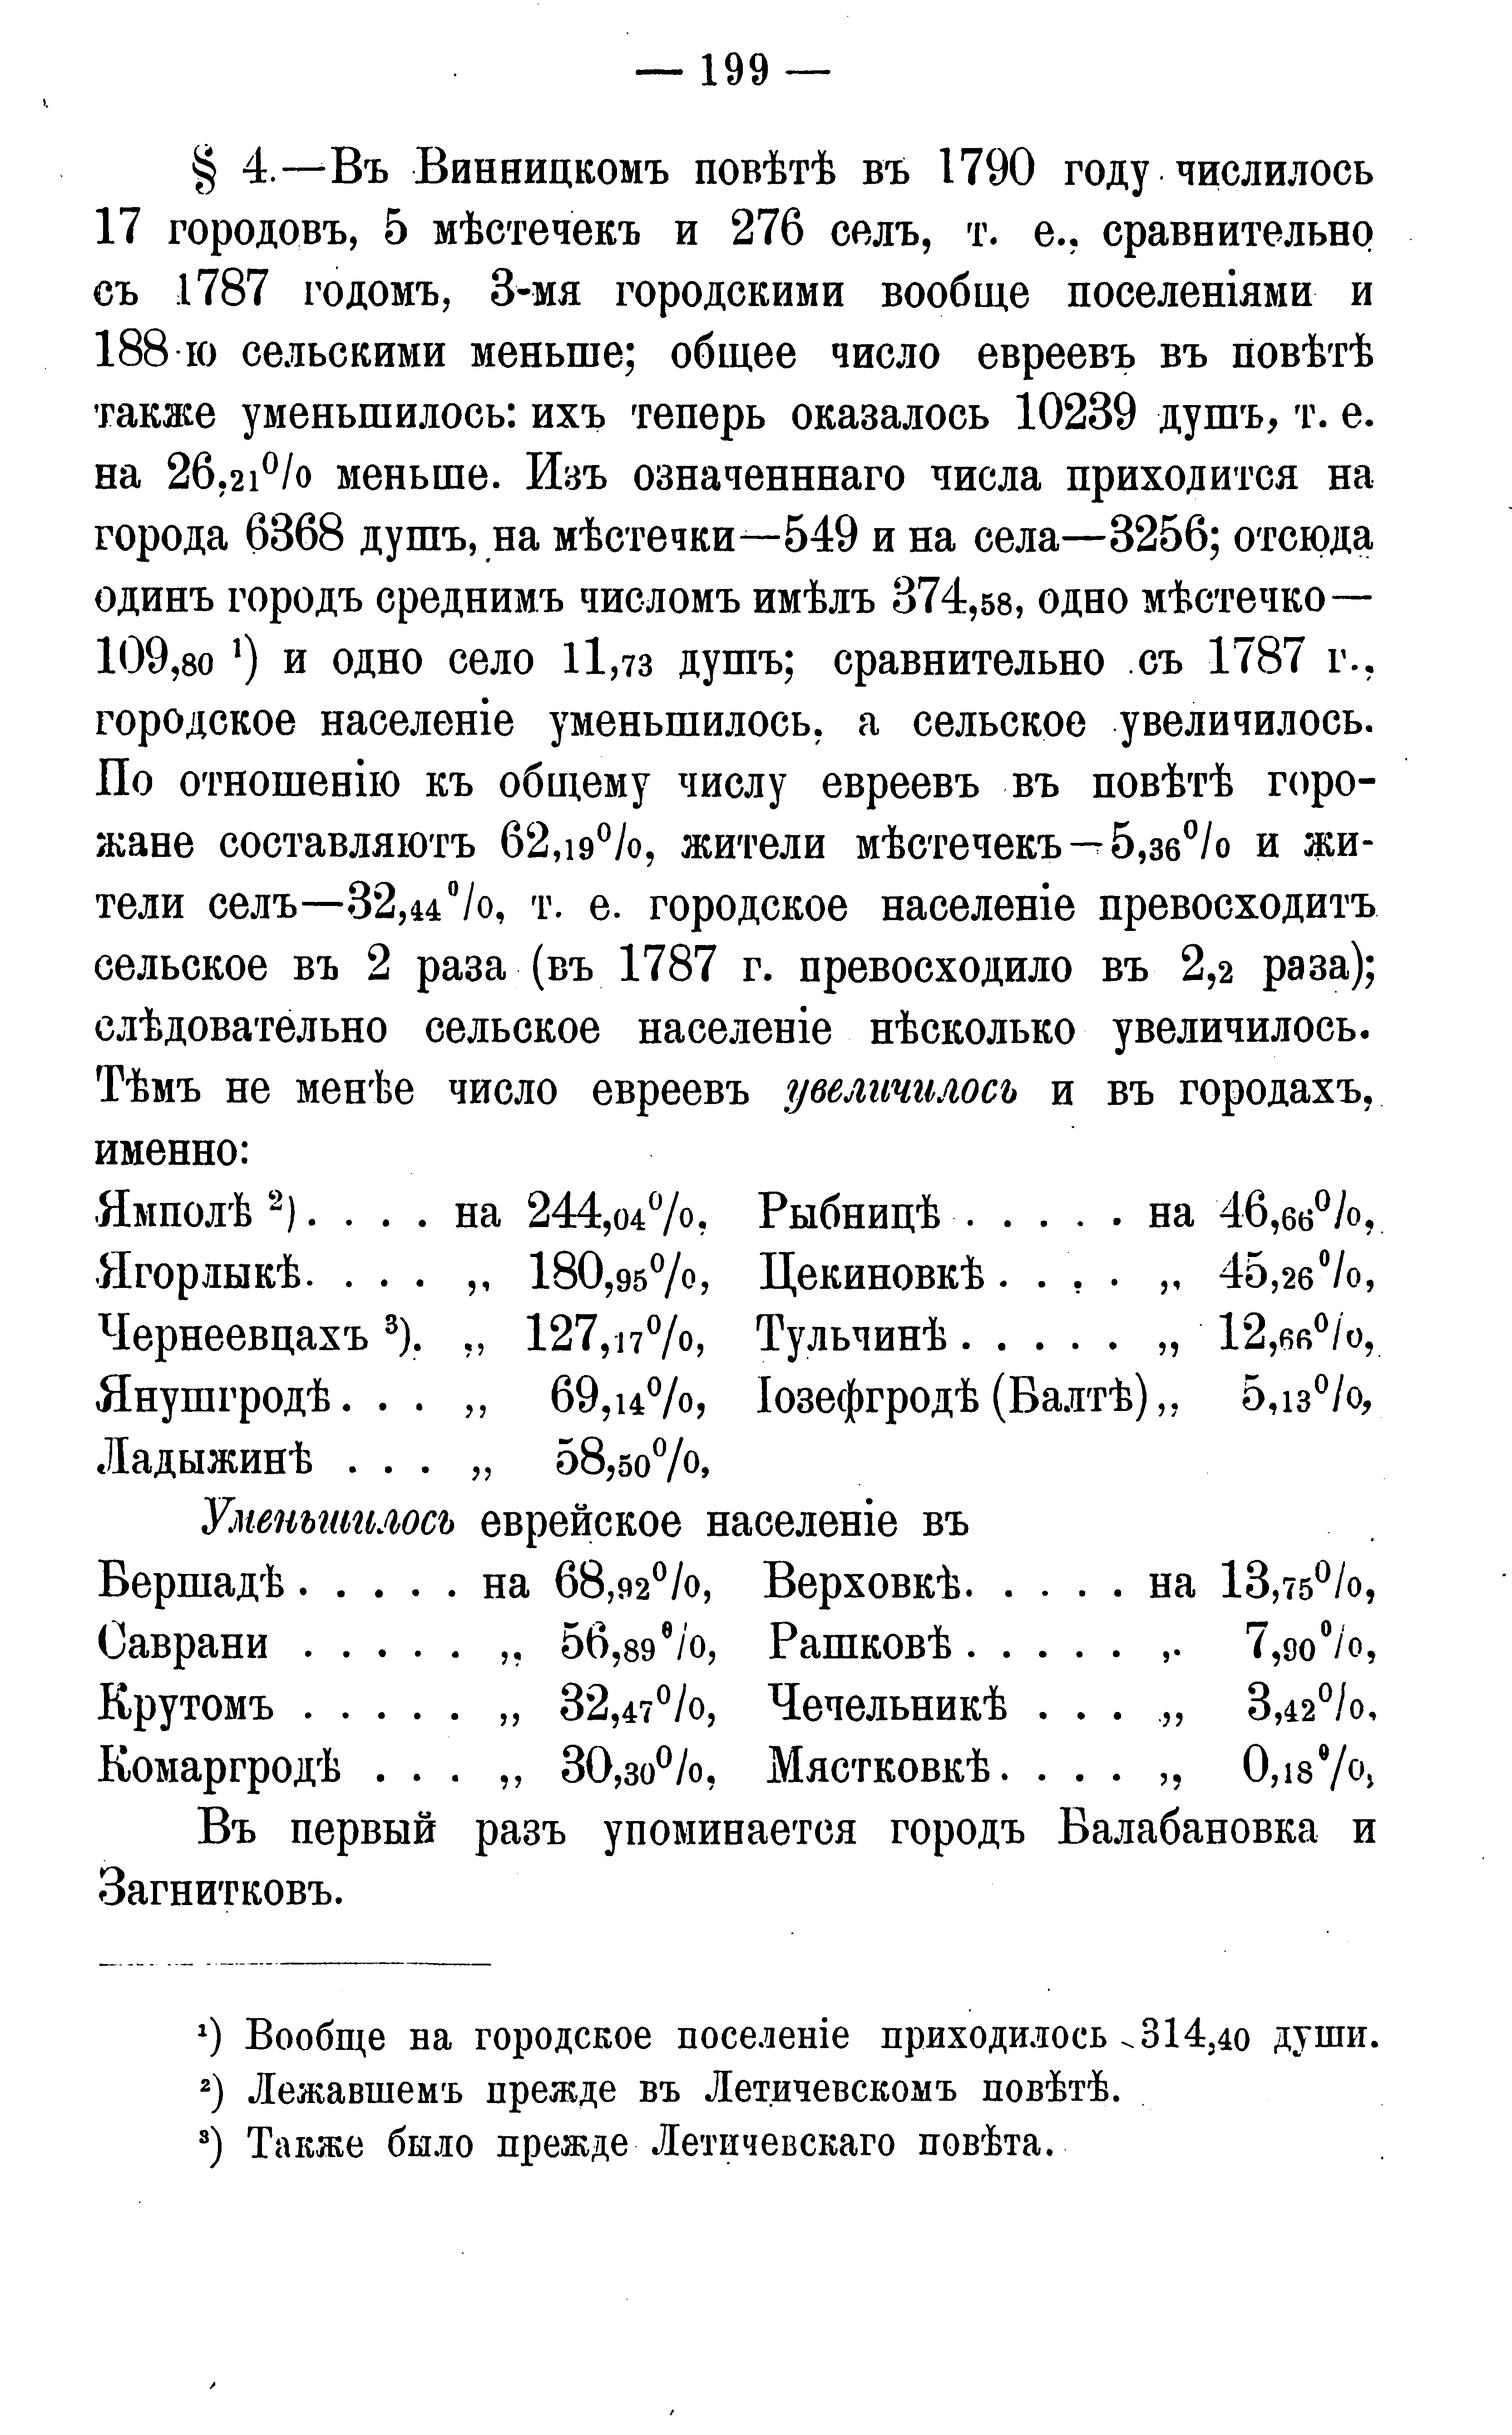 — 199 —
§ 4.—Въ Винницкомъ повѣтѣ въ 1790 году числилось
17 городовъ, 5 мѣстечекъ и 276 селъ, т. е., сравнительно
съ 1787 годомъ, 3-мя городскими вообще поселеніями и
188-ю сельскими меньше; общее число евреевъ въ повѣтѣ
также уменьшилось: ихъ теперь оказалось 10239 душъ, т. е.
на 26,21% меньше. Изъ означенннаго числа приходится на
города 6368 душъ, на мѣстечки—549 и на села—3256; отсюда
одинъ городъ среднимъ числомъ имѣлъ 374,58, одно мѣстечко—
109,80 ¹) и одно село 11,73 душъ; сравнительно съ 1787 г.,
городское населеніе уменьшилось, а сельское увеличилось.
По отношенію къ общему числу евреевъ въ повѣтѣ горо-
жане составляютъ 62,19%, жители мѣстечекъ—5,36% и жи-
тели селъ—32,44%, т. е. городское населеніе превосходитъ
сельское въ 2 раза (въ 1787 г. превосходило въ 2,2 раза);
слѣдовательно сельское населеніе нѣсколько увеличилось.
Тѣмъ не менѣе число евреевъ увеличилось и въ городахъ,
именно:
Ямполѣ ²). . . . на 244,04%, Рыбницѣ . . . . . на 46,66%,
Ягорлыкѣ. . . . „ 180,95%, Цекиновкѣ . . . . „ 45,26%,
Чернеевцахъ ³). „ 127,17%, Тульчинѣ . . . . . „ 12,66%,
Янушгродѣ. . . „ 69,14%, Іозефгродѣ (Балтѣ) „ 5,13%,
Ладыжинѣ . . . „ 58,50%,
Уменьшилось еврейское населеніе въ
Бершадѣ . . . . . на 68,92%, Верховкѣ. . . . . на 13,75%,
Саврани . . . . . „ 56,89%, Рашковѣ . . . . . „ 7,90%,
Крутомъ . . . . . „ 32,47%, Чечельникѣ . . . „ 3,42%,
Комаргродѣ . . . „ 30,30%, Мястковкѣ. . . . „ 0,18%,
Въ первый разъ упоминается городъ Балабановка и
Загнитковъ.
¹) Вообще на городское поселеніе приходилось 314,40 души.
²) Лежавшемъ прежде въ Летичевскомъ повѣтѣ.
³) Также было прежде Летичевскаго повѣта.